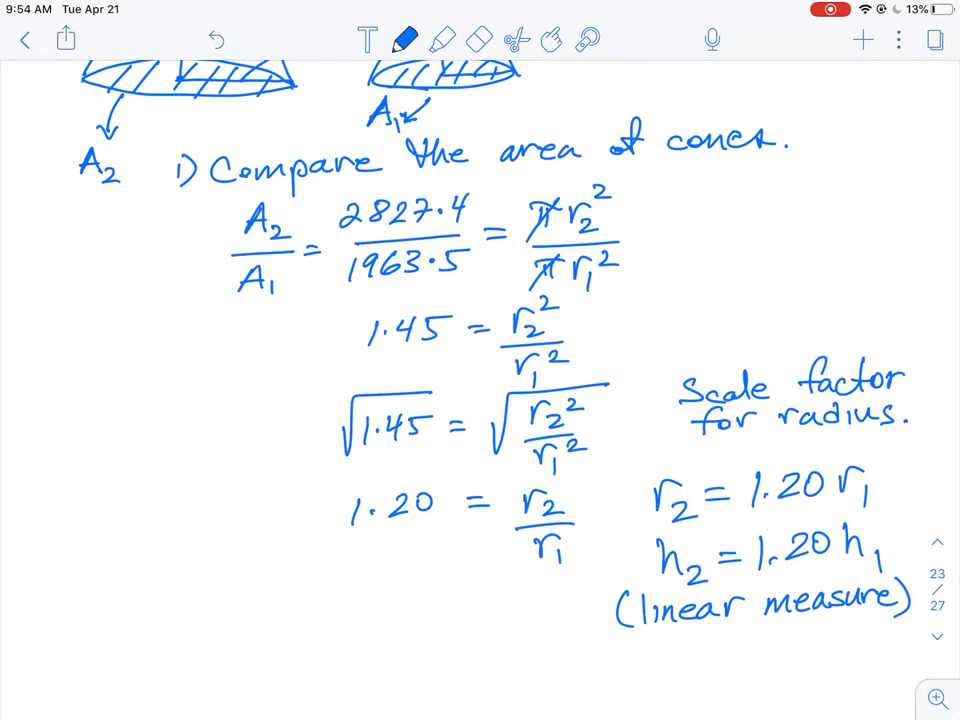 9:54 AM Tue Apr 21
13%
A₁
A₂
1) Compare the area of cones.
A₂/A₁ = 2827.4/1963.5 = πr₂²/πr₁²
1.45 = r₂²/r₁²
√1.45 = √(r₂²/r₁²)
1.20 = r₂/r₁
Scale factor
for radius.
r₂ = 1.20 r₁
h₂ = 1.20 h₁
(linear measure)
23
/
27